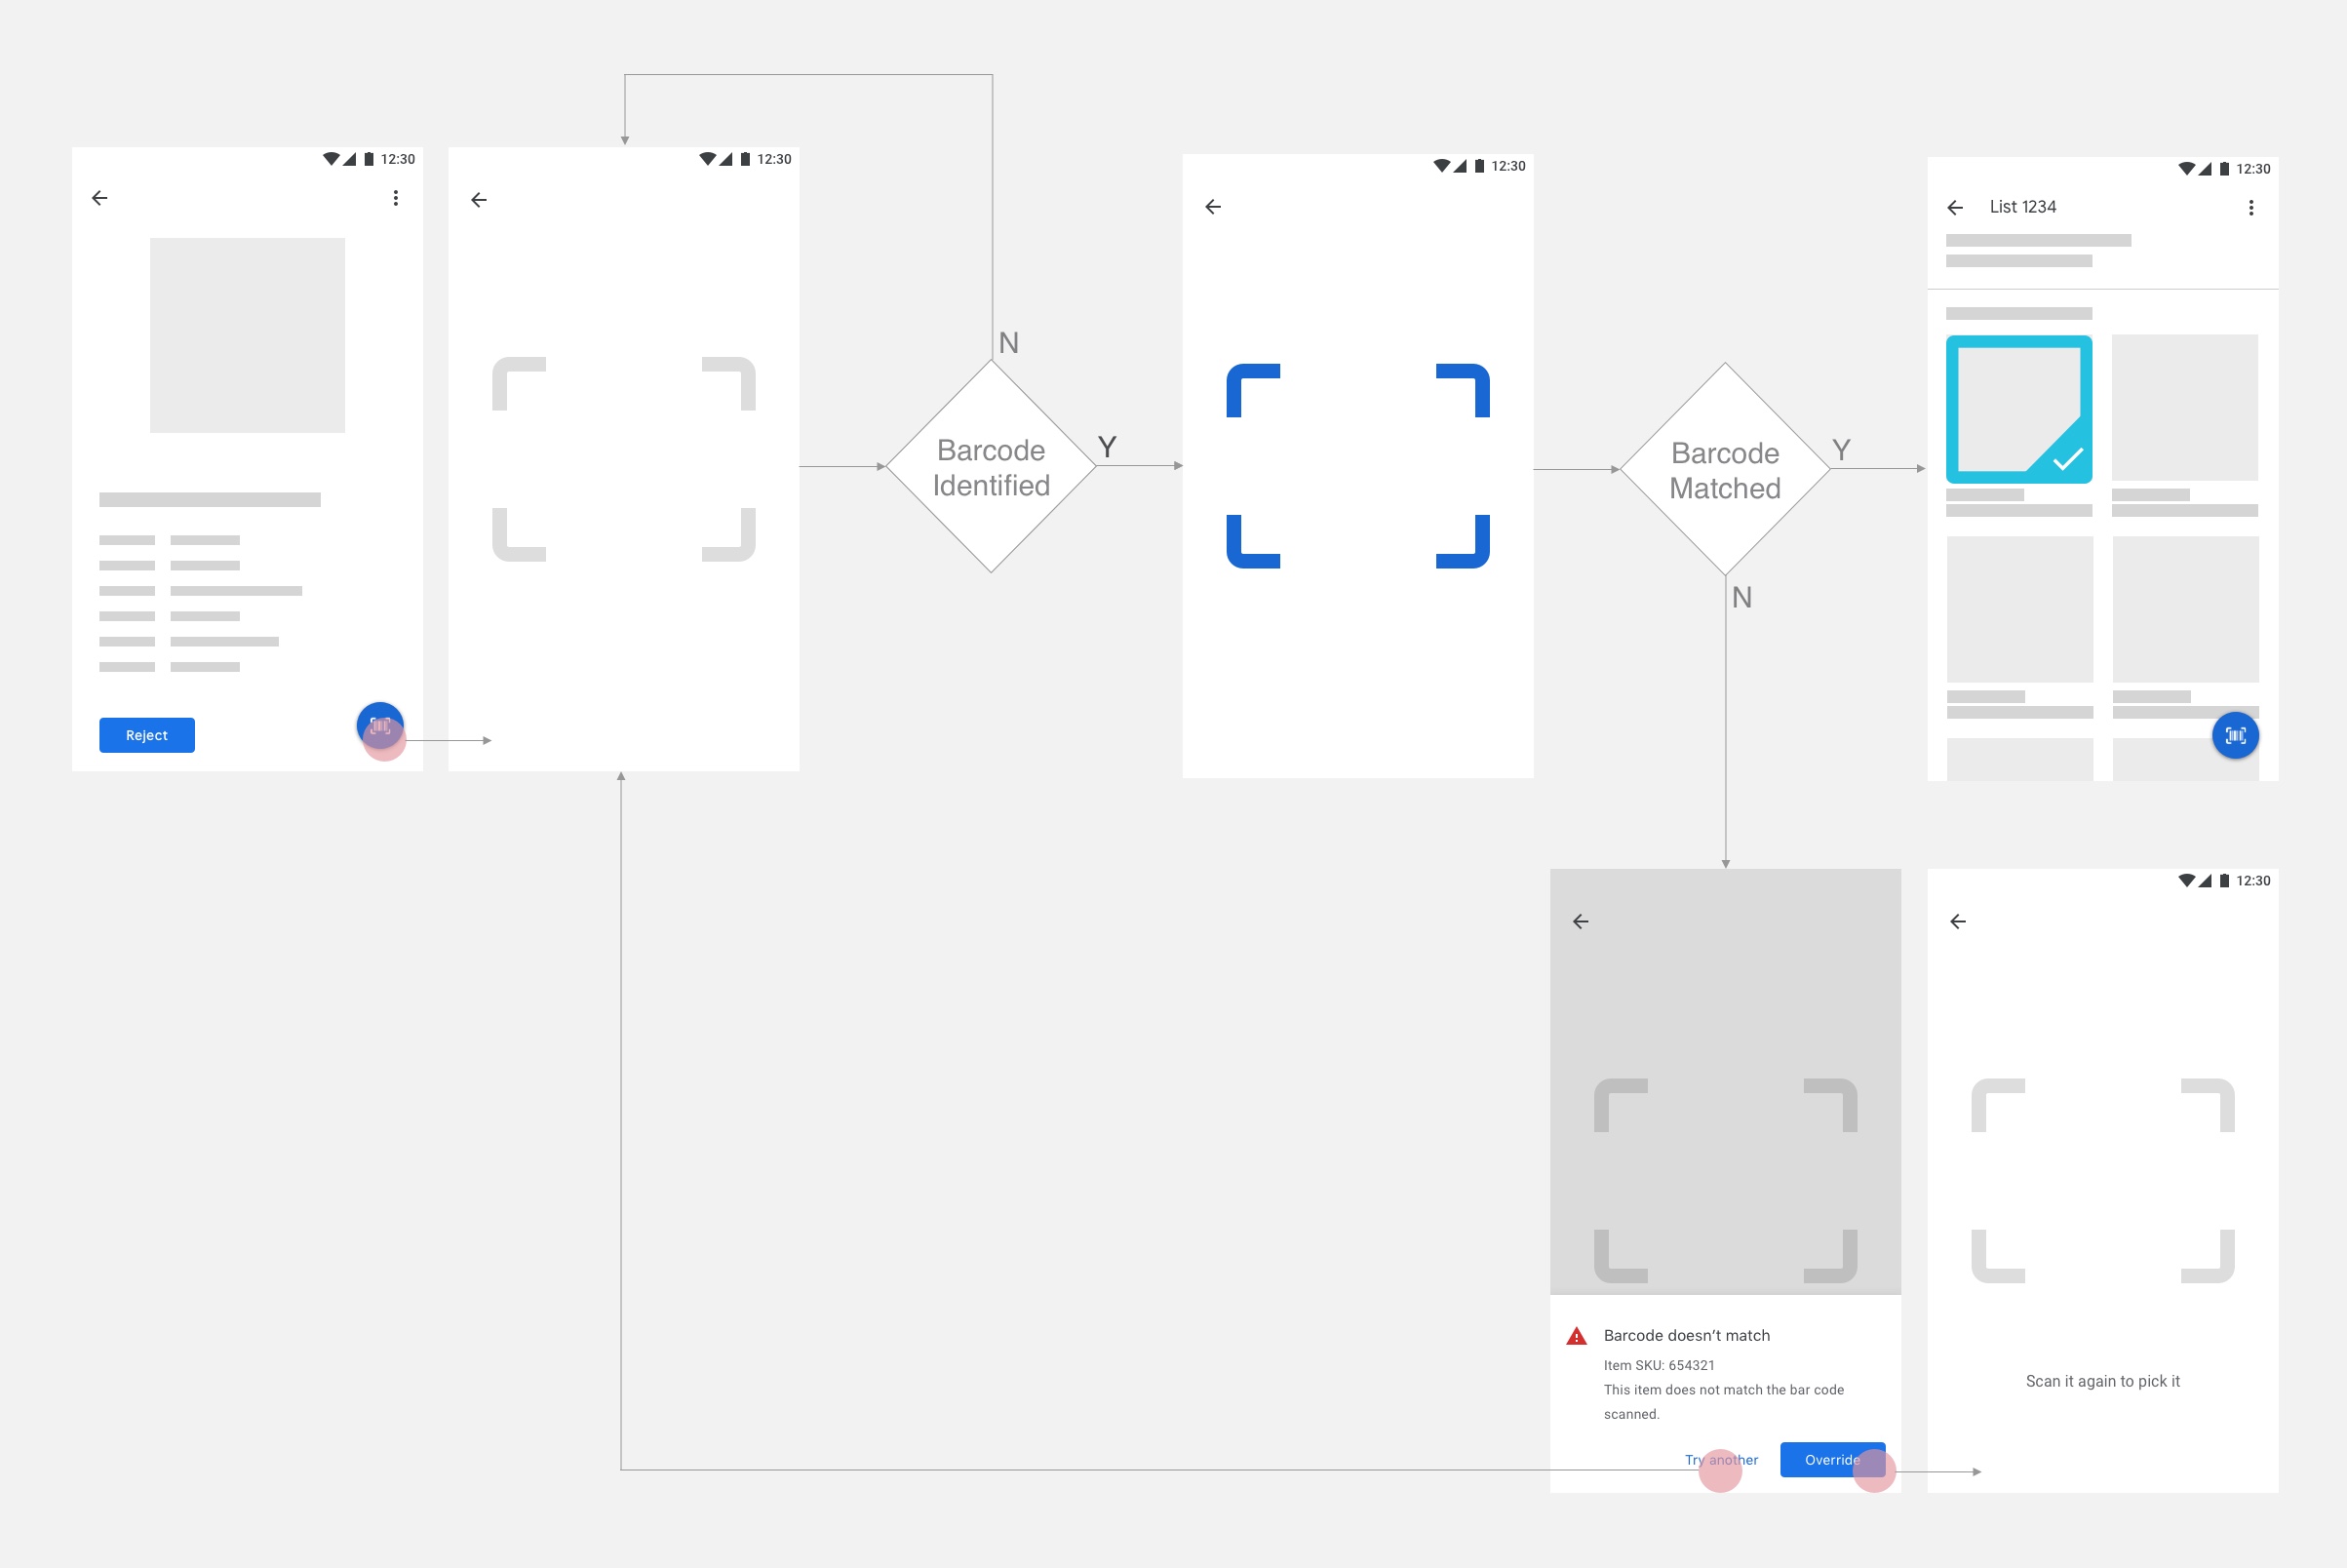 12:30
12:30
12:30
12:30
List 1234
N
Y
Barcode
Identified
Y
Barcode
Matched
N
Reject
12:30
Barcode doesn't match
Item SKU: 654321
This item does not match the bar code
scanned.
Try another
Override
Scan it again to pick it